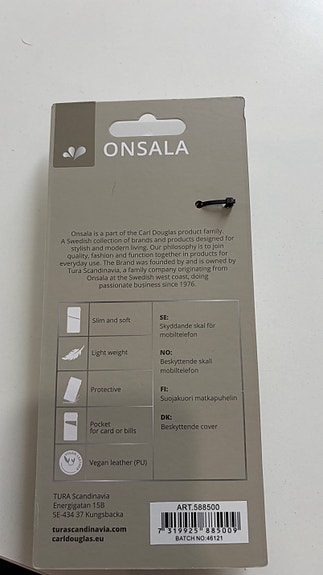 ONSALA
Onsala is a part of the Carl Douglas product family.
A Swedish collection of brands and products designed for
stylish and modern living. Our philosophy is to join
quality, fashion and function together in products for
everyday use. The Brand was founded by and is owned by
Tura Scandinavia, a family company originating from
Onsala at the Swedish west coast, doing
passionate business since 1976.
Slim and soft
Light weight
Protective
Pocket
for card or bills
Vegan leather (PU)
SE:
Skyddande skal för
mobiltelefon
NO:
Beskyttende skall
mobiltelefon
FI:
Suojakuori matkapuhelin
DK:
Beskyttende cover
TURA Scandinavia
Energigatan 15B
SE-434 37 Kungsbacka
turascandinavia.com
carldouglas.eu
ART.588500
7 319925 885009
BATCH NO:46121